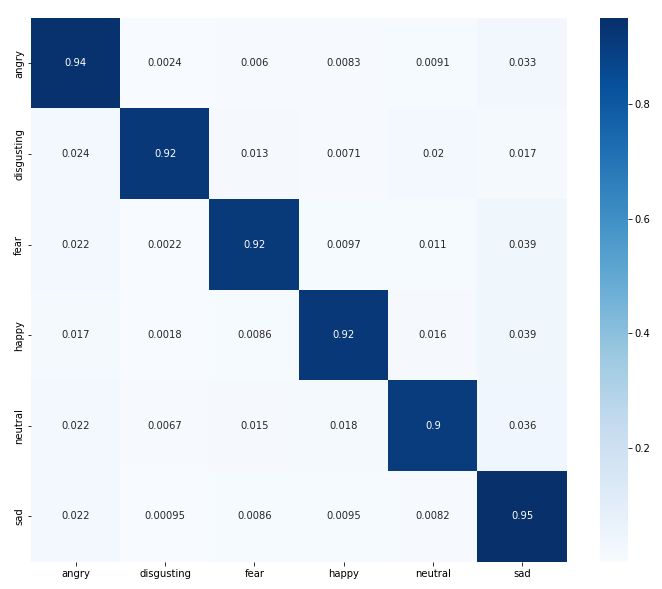 angry 0.94 0.0024 0.006 0.0083 0.0091 0.033
disgusting 0.024 0.92 0.013 0.0071 0.02 0.017
fear 0.022 0.0022 0.92 0.0097 0.011 0.039
happy 0.017 0.0018 0.0086 0.92 0.016 0.039
neutral 0.022 0.0067 0.015 0.018 0.9 0.036
sad 0.022 0.00095 0.0086 0.0095 0.0082 0.95
angry disgusting fear happy neutral sad
0.8
0.6
0.4
0.2